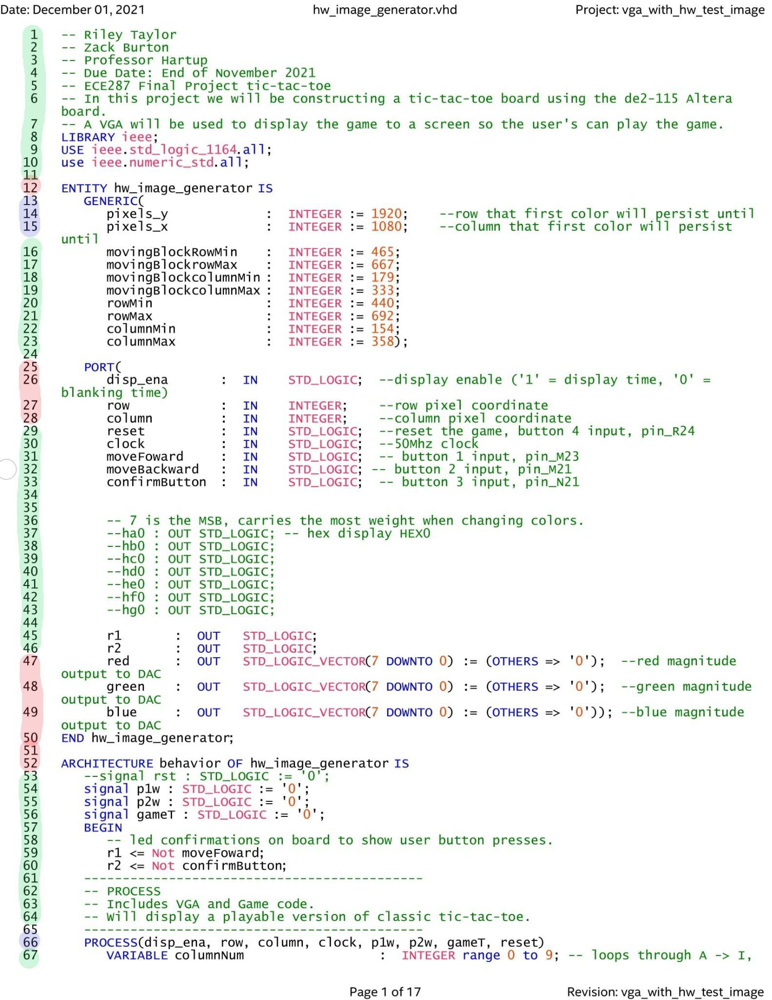 Date: December 01, 2021 hw_image_generator.vhd Project: vga_with_hw_test_image
1 -- Riley Taylor
2 -- Zack Burton
3 -- Professor Hartup
4 -- Due Date: End of November 2021
5 -- ECE287 Final Project tic-tac-toe
6 -- In this project we will be constructing a tic-tac-toe board using the de2-115 Altera
board.
7 -- A VGA will be used to display the game to a screen so the user's can play the game.
8 LIBRARY ieee;
9 USE ieee.std_logic_1164.all;
10 use ieee.numeric_std.all;
11
12 ENTITY hw_image_generator IS
13 GENERIC(
14 pixels_y : INTEGER := 1920; --row that first color will persist until
15 pixels_x : INTEGER := 1080; --column that first color will persist
until
16 movingBlockRowMin : INTEGER := 465;
17 movingBlockrowMax : INTEGER := 667;
18 movingBlockcolumnMin : INTEGER := 179;
19 movingBlockcolumnMax : INTEGER := 333;
20 rowMin : INTEGER := 440;
21 rowMax : INTEGER := 692;
22 columnMin : INTEGER := 154;
23 columnMax : INTEGER := 358);
24
25 PORT(
26 disp_ena : IN STD_LOGIC; --display enable ('1' = display time, '0' =
blanking time)
27 row : IN INTEGER; --row pixel coordinate
28 column : IN INTEGER; --column pixel coordinate
29 reset : IN STD_LOGIC; --reset the game, button 4 input, pin_R24
30 clock : IN STD_LOGIC; --50Mhz clock
31 moveFoward : IN STD_LOGIC; -- button 1 input, pin_M23
32 moveBackward : IN STD_LOGIC; -- button 2 input, pin_M21
33 confirmButton : IN STD_LOGIC; -- button 3 input, pin_N21
34
35
36 -- 7 is the MSB, carries the most weight when changing colors.
37 --ha0 : OUT STD_LOGIC; -- hex display HEX0
38 --hb0 : OUT STD_LOGIC;
39 --hc0 : OUT STD_LOGIC;
40 --hd0 : OUT STD_LOGIC;
41 --he0 : OUT STD_LOGIC;
42 --hf0 : OUT STD_LOGIC;
43 --hg0 : OUT STD_LOGIC;
44
45 r1 : OUT STD_LOGIC;
46 r2 : OUT STD_LOGIC;
47 red : OUT STD_LOGIC_VECTOR(7 DOWNTO 0) := (OTHERS => '0'); --red magnitude
output to DAC
48 green : OUT STD_LOGIC_VECTOR(7 DOWNTO 0) := (OTHERS => '0'); --green magnitude
output to DAC
49 blue : OUT STD_LOGIC_VECTOR(7 DOWNTO 0) := (OTHERS => '0')); --blue magnitude
output to DAC
50 END hw_image_generator;
51
52 ARCHITECTURE behavior OF hw_image_generator IS
53 --signal rst : STD_LOGIC := '0';
54 signal p1w : STD_LOGIC := '0';
55 signal p2w : STD_LOGIC := '0';
56 signal gameT : STD_LOGIC := '0';
57 BEGIN
58 -- led confirmations on board to show user button presses.
59 r1 <= Not moveFoward;
60 r2 <= Not confirmButton;
61 --------------------------------------------
62 -- PROCESS
63 -- Includes VGA and Game code.
64 -- Will display a playable version of classic tic-tac-toe.
65 --------------------------------------------
66 PROCESS(disp_ena, row, column, clock, p1w, p2w, gameT, reset)
67 VARIABLE columnNum : INTEGER range 0 to 9; -- loops through A -> I,
Page 1 of 17 Revision: vga_with_hw_test_image